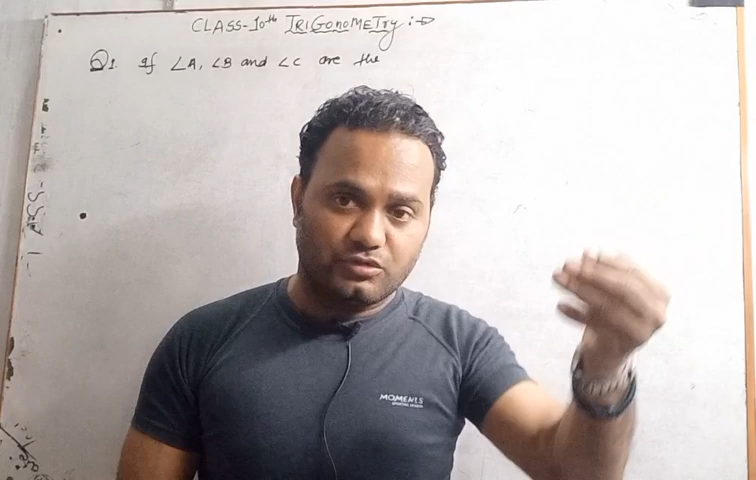 CLASS-10th TRIGONOMETRY :-
Q1. If ∠A, ∠B and ∠C are the
MOMENTS